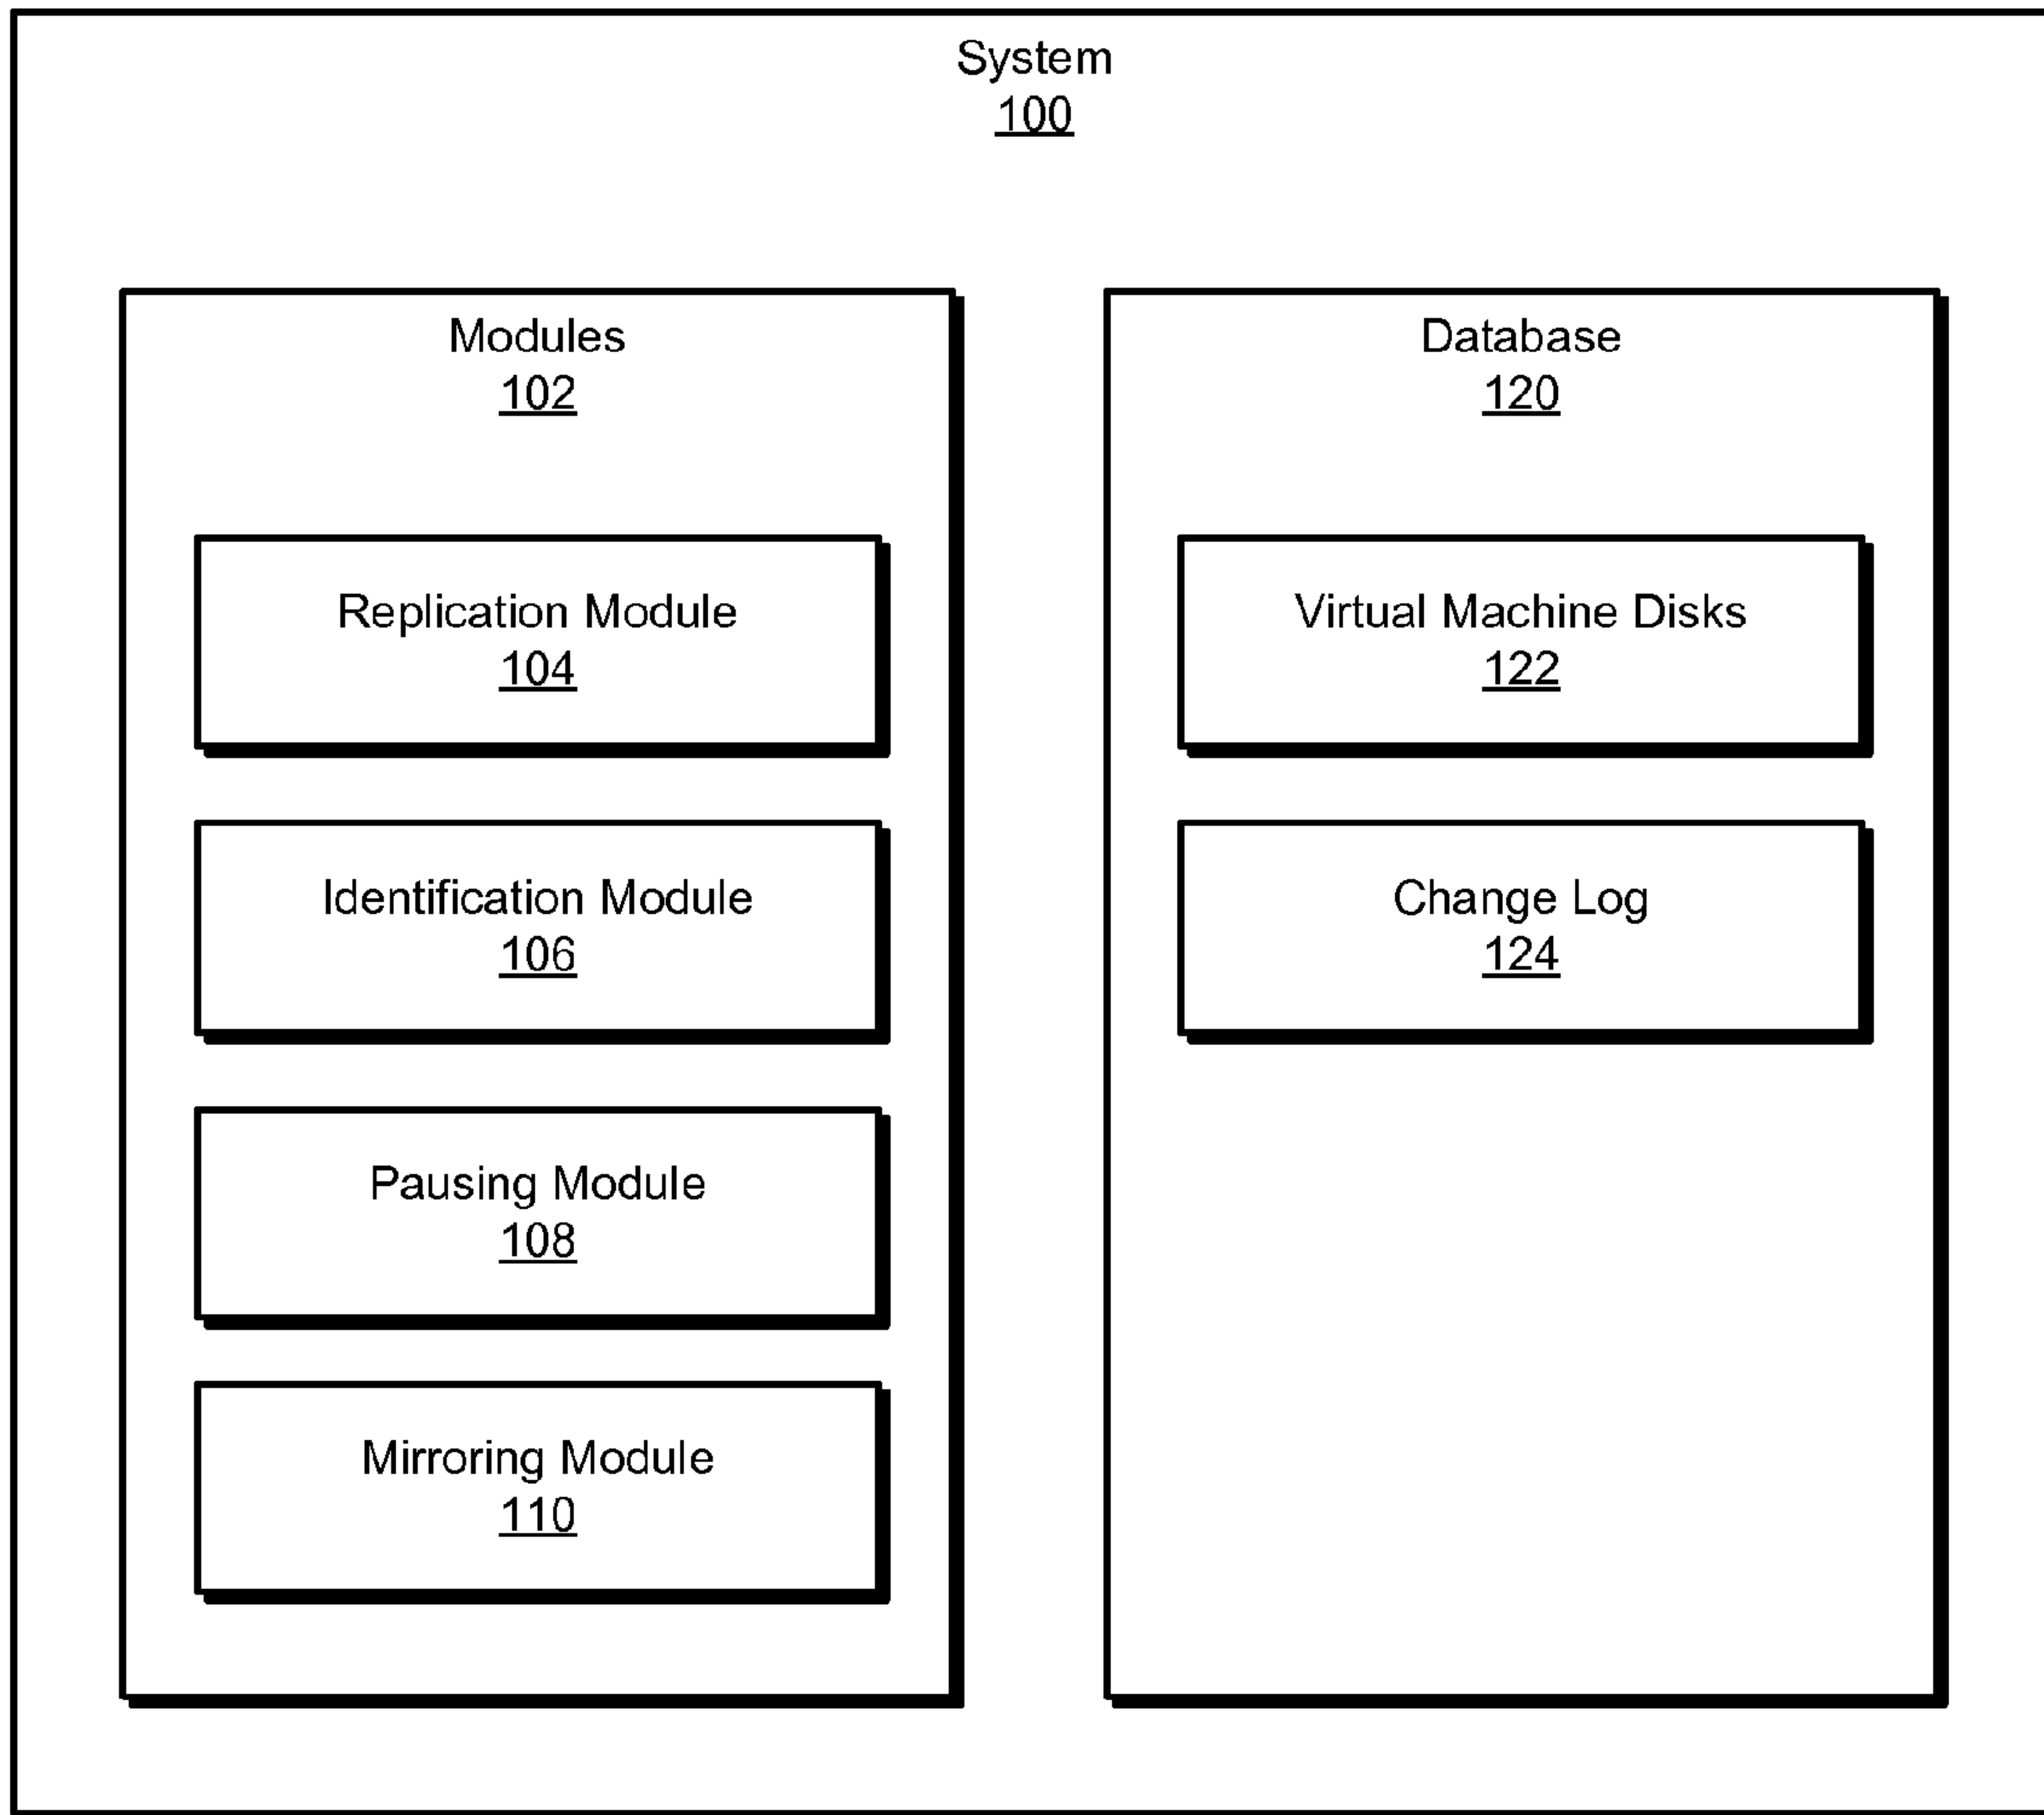 System
100
Modules
102
Replication Module
104
Identification Module
106
Pausing Module
108
Mirroring Module
110
Database
120
Virtual Machine Disks
122
Change Log
124